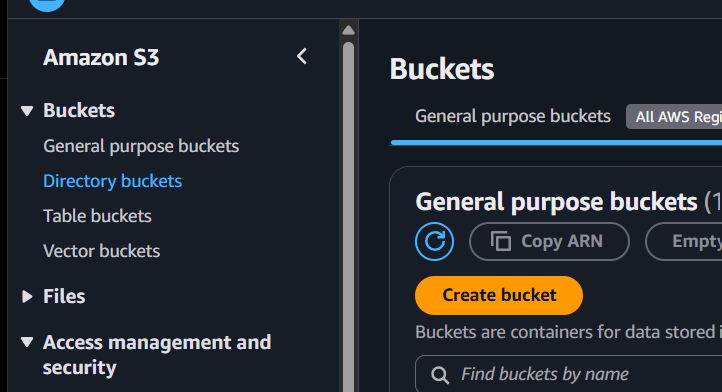 Amazon S3
Buckets
General purpose buckets
Directory buckets
Table buckets
Vector buckets
Files
Access management and
security
Buckets
General purpose buckets
All AWS Regi
General purpose buckets (1
Copy ARN
Empty
Create bucket
Buckets are containers for data stored i
Find buckets by name